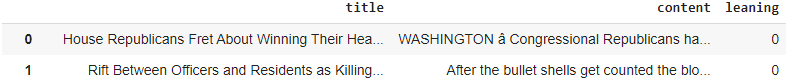 title content leaning
0 House Republicans Fret About Winning Their Hea... WASHINGTON â Congressional Republicans ha... 0
1 Rift Between Officers and Residents as Killing... After the bullet shells get counted the blo... 0